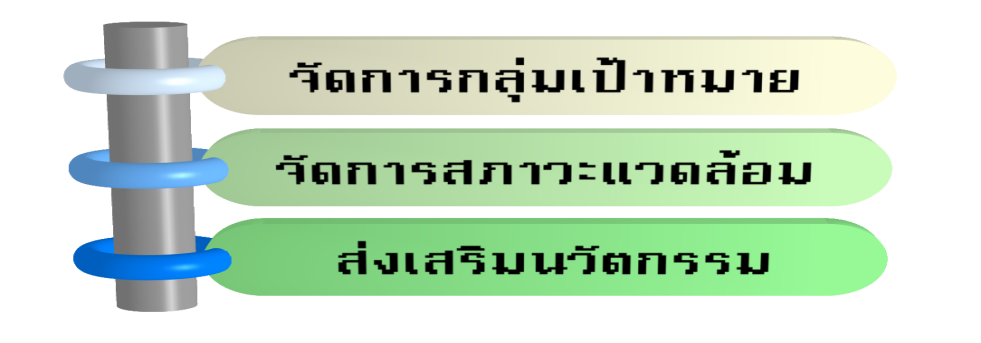 จัดการกลุ่มเป้าหมาย
จัดการสภาวะแวดล้อม
ส่งเสริมนวัตกรรม